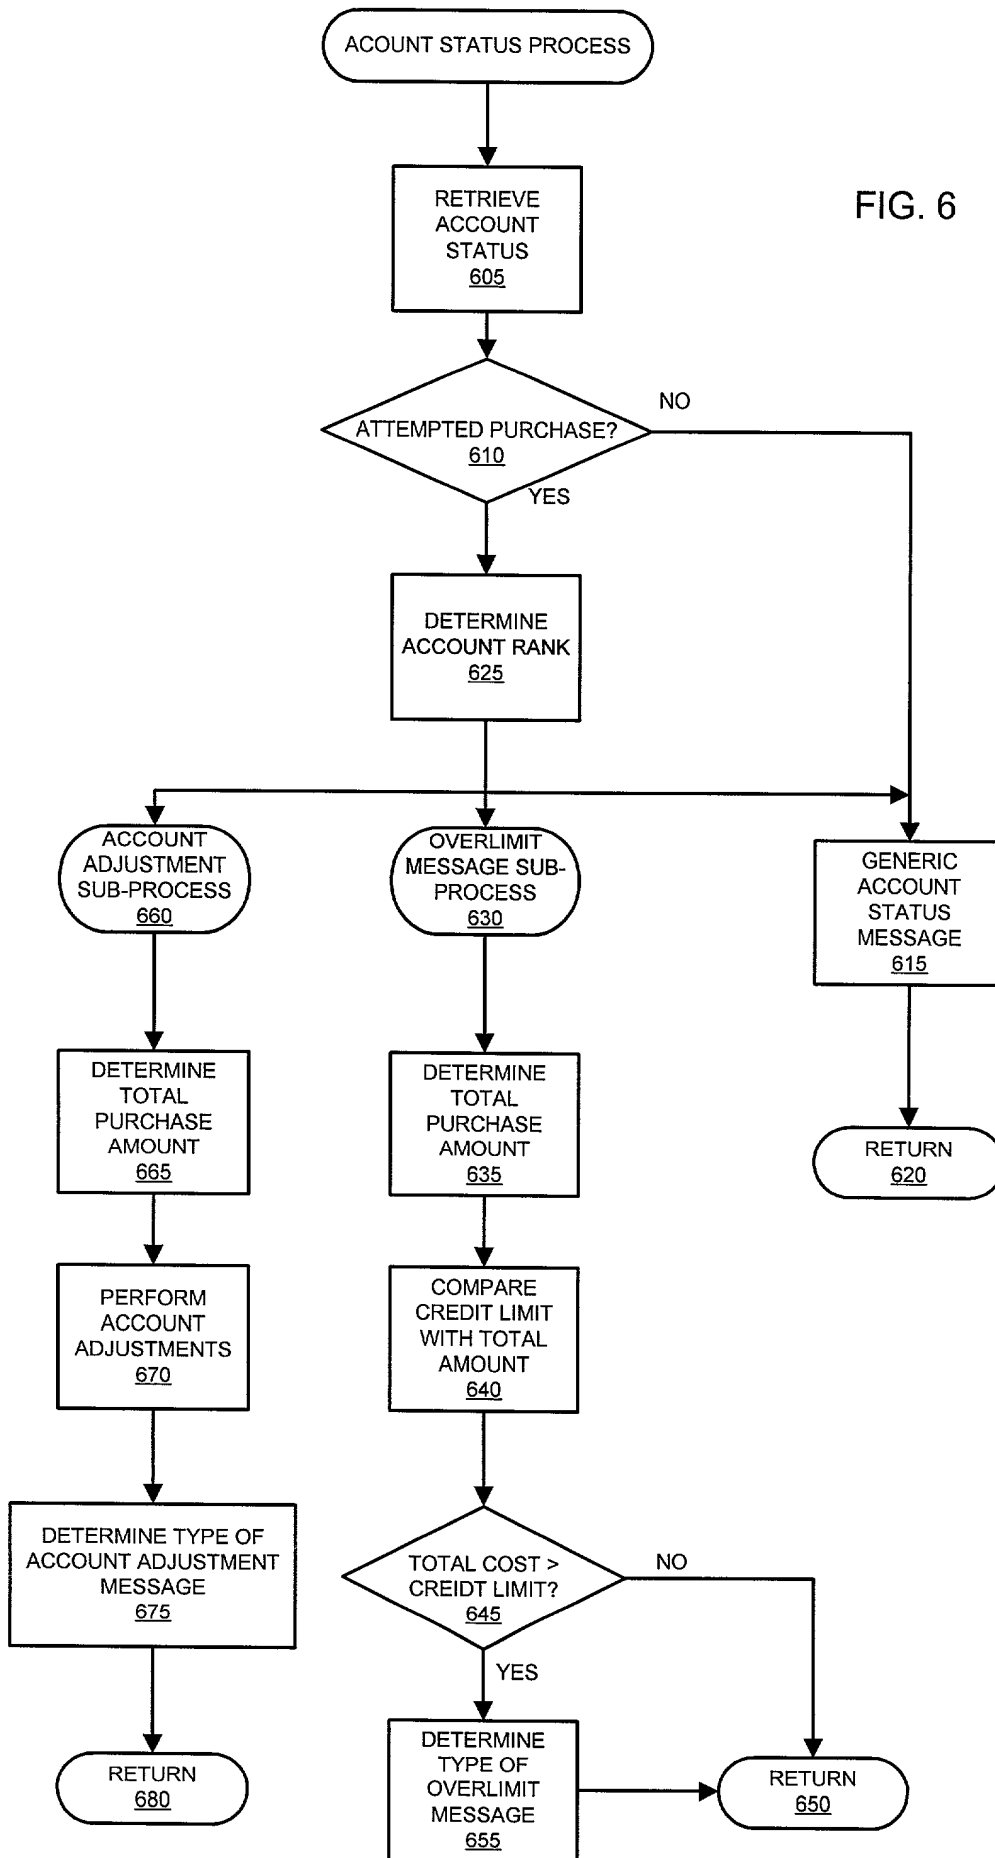 ACOUNT STATUS PROCESS
FIG. 6
RETRIEVE
ACCOUNT
STATUS
605
NO
ATTEMPTED PURCHASE?
610
YES
DETERMINE
ACCOUNT RANK
625
ACCOUNT
ADJUSTMENT
SUB-PROCESS
660
OVERLIMIT
MESSAGE SUB-
PROCESS
630
GENERIC
ACCOUNT
STATUS
MESSAGE
615
DETERMINE
TOTAL
PURCHASE
AMOUNT
665
DETERMINE
TOTAL
PURCHASE
AMOUNT
635
RETURN
620
PERFORM
ACCOUNT
ADJUSTMENTS
670
COMPARE
CREDIT LIMIT
WITH TOTAL
AMOUNT
640
DETERMINE TYPE OF
ACCOUNT ADJUSTMENT
MESSAGE
675
TOTAL COST >
CREIDT LIMIT?
645
NO
YES
RETURN
680
DETERMINE
TYPE OF
OVERLIMIT
MESSAGE
655
RETURN
650